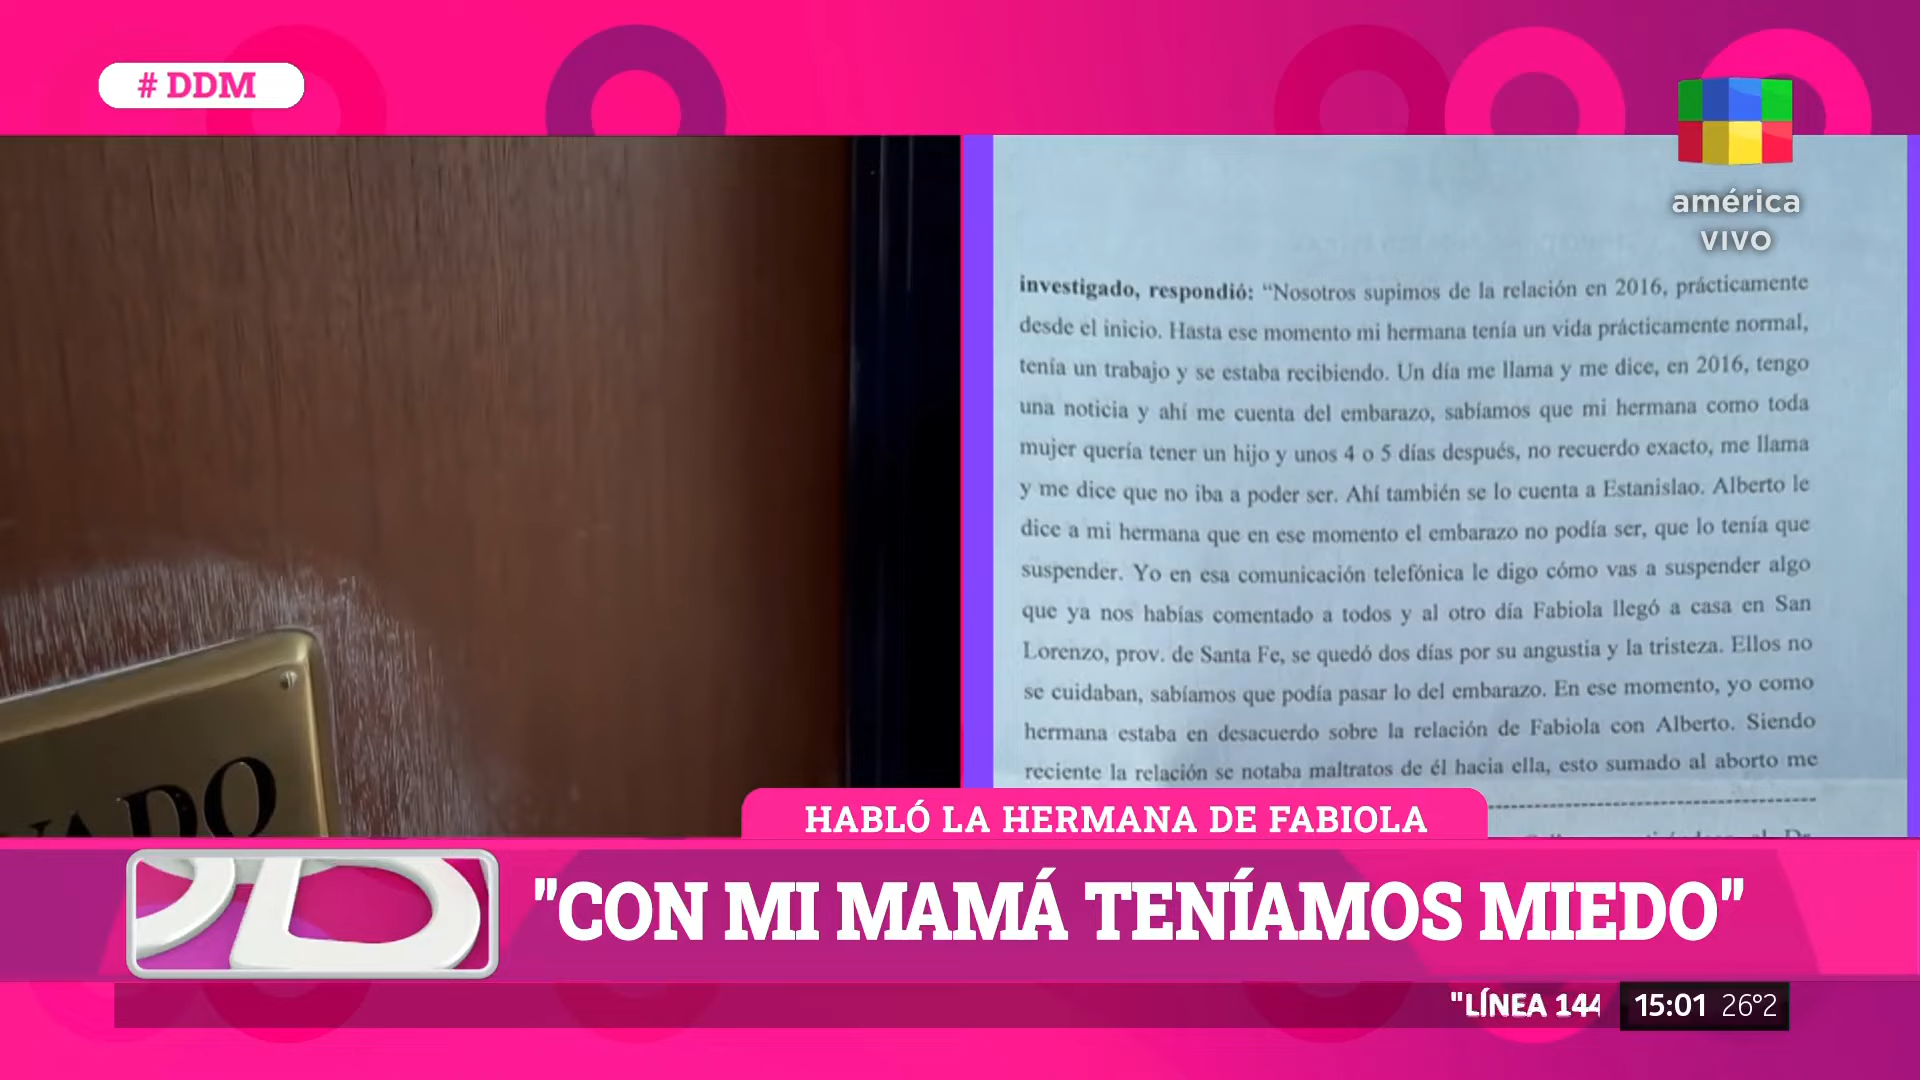 # DDM
américa
VIVO
investigado, respondió: “Nosotros supimos de la relación en 2016, prácticamente
desde el inicio. Hasta ese momento mi hermana tenía un vida prácticamente normal,
tenía un trabajo y se estaba recibiendo. Un día me llama y me dice, en 2016, tengo
una noticia y ahí me cuenta del embarazo, sabíamos que mi hermana como toda
mujer quería tener un hijo y unos 4 o 5 días después, no recuerdo exacto, me llama
y me dice que no iba a poder ser. Ahí también se lo cuenta a Estanislao. Alberto le
dice a mi hermana que en ese momento el embarazo no podía ser, que lo tenía que
suspender. Yo en esa comunicación telefónica le digo cómo vas a suspender algo
que ya nos habías comentado a todos y al otro día Fabiola llegó a casa en San
Lorenzo, prov. de Santa Fe, se quedó dos días por su angustia y la tristeza. Ellos no
se cuidaban, sabíamos que podía pasar lo del embarazo. En ese momento, yo como
hermana estaba en desacuerdo sobre la relación de Fabiola con Alberto. Siendo
reciente la relación se notaba maltratos de él hacia ella, esto sumado al aborto me
VADO
HABLÓ LA HERMANA DE FABIOLA
"CON MI MAMÁ TENÍAMOS MIEDO"
"LÍNEA 144
15:01 26°2